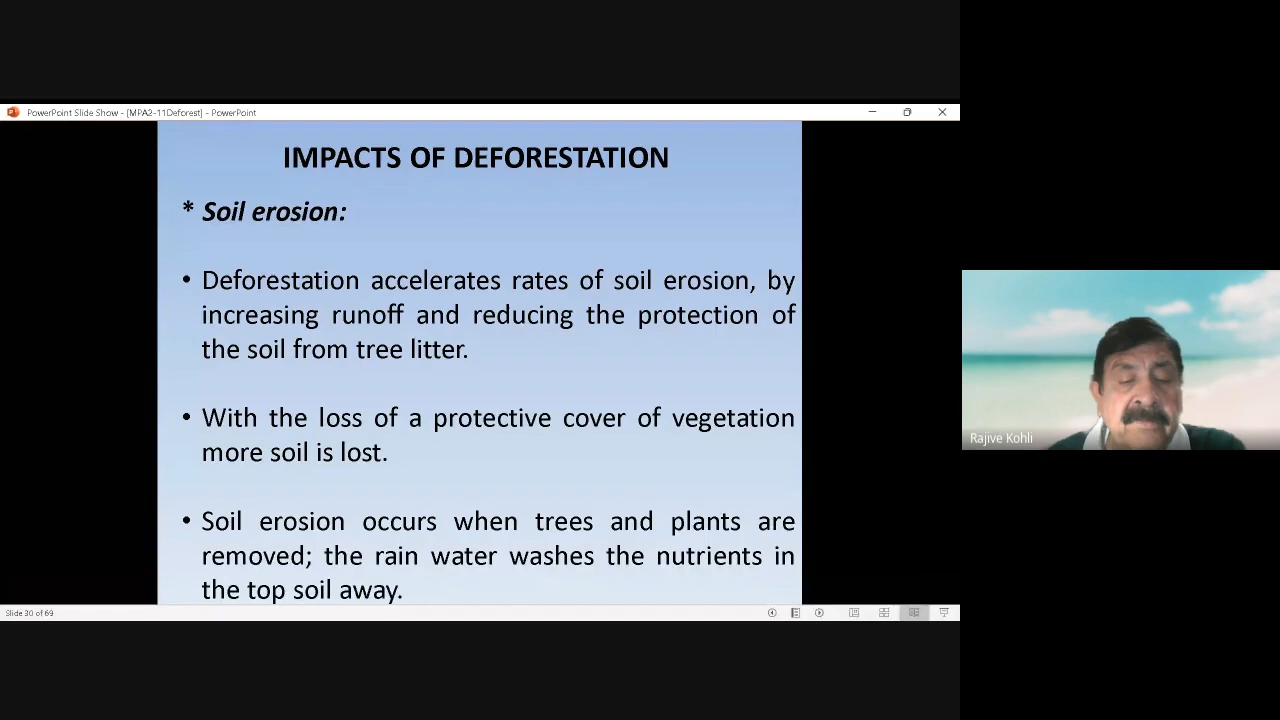 PowerPoint Slide Show - [MPA2-11Deforest] - PowerPoint
IMPACTS OF DEFORESTATION
* Soil erosion:
• Deforestation accelerates rates of soil erosion, by
increasing runoff and reducing the protection of
the soil from tree litter.
• With the loss of a protective cover of vegetation
more soil is lost.
• Soil erosion occurs when trees and plants are
removed; the rain water washes the nutrients in
the top soil away.
Rajive Kohli
Slide 30 of 69